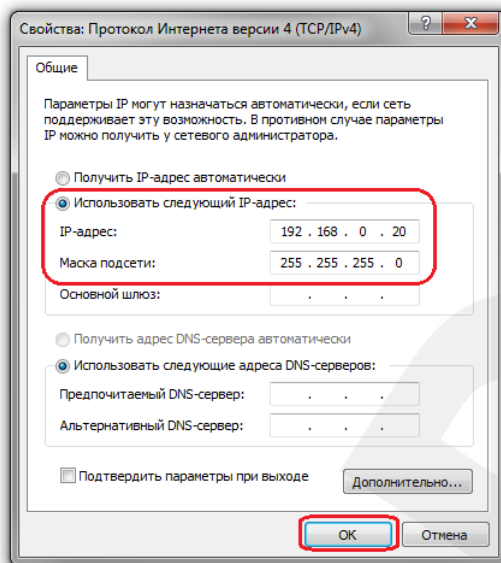 Свойства: Протокол Интернета версии 4 (TCP/IPv4)
Общие
Параметры IP могут назначаться автоматически, если сеть
поддерживает эту возможность. В противном случае параметры
IP можно получить у сетевого администратора.
Получить IP-адрес автоматически
Использовать следующий IP-адрес:
IP-адрес: 192 . 168 . 0 . 20
Маска подсети: 255 . 255 . 255 . 0
Основной шлюз: . . .
Получить адрес DNS-сервера автоматически
Использовать следующие адреса DNS-серверов:
Предпочитаемый DNS-сервер: . . .
Альтернативный DNS-сервер: . . .
Подтвердить параметры при выходе
Дополнительно...
ОК Отмена